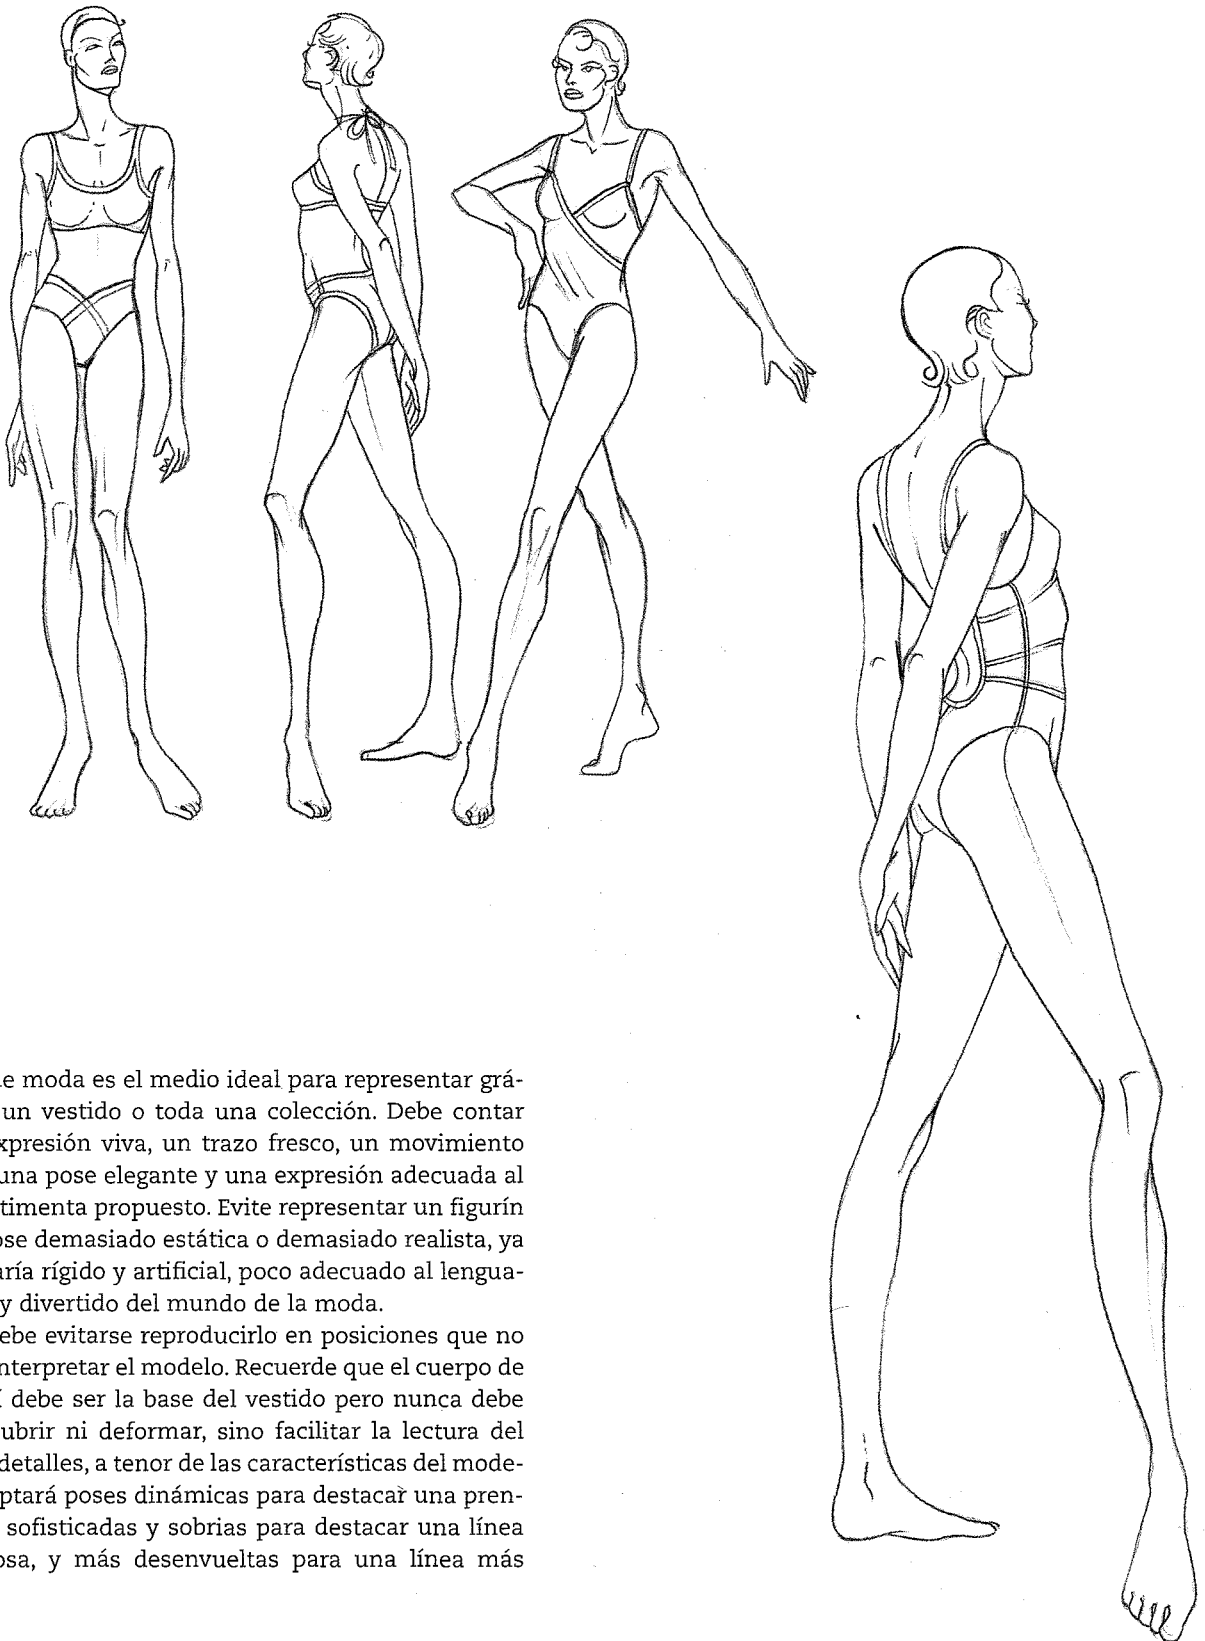 e moda es el medio ideal para representar grá-
un vestido o toda una colección. Debe contar
xpresión viva, un trazo fresco, un movimiento
una pose elegante y una expresión adecuada al
timenta propuesto. Evite representar un figurín
ose demasiado estática o demasiado realista, ya
aría rígido y artificial, poco adecuado al lengua-
y divertido del mundo de la moda.
ebe evitarse reproducirlo en posiciones que no
nterpretar el modelo. Recuerde que el cuerpo de
debe ser la base del vestido pero nunca debe
ubrir ni deformar, sino facilitar la lectura del
detalles, a tenor de las características del mode-
ptará poses dinámicas para destacar una pren-
sofisticadas y sobrias para destacar una línea
osa, y más desenvueltas para una línea más